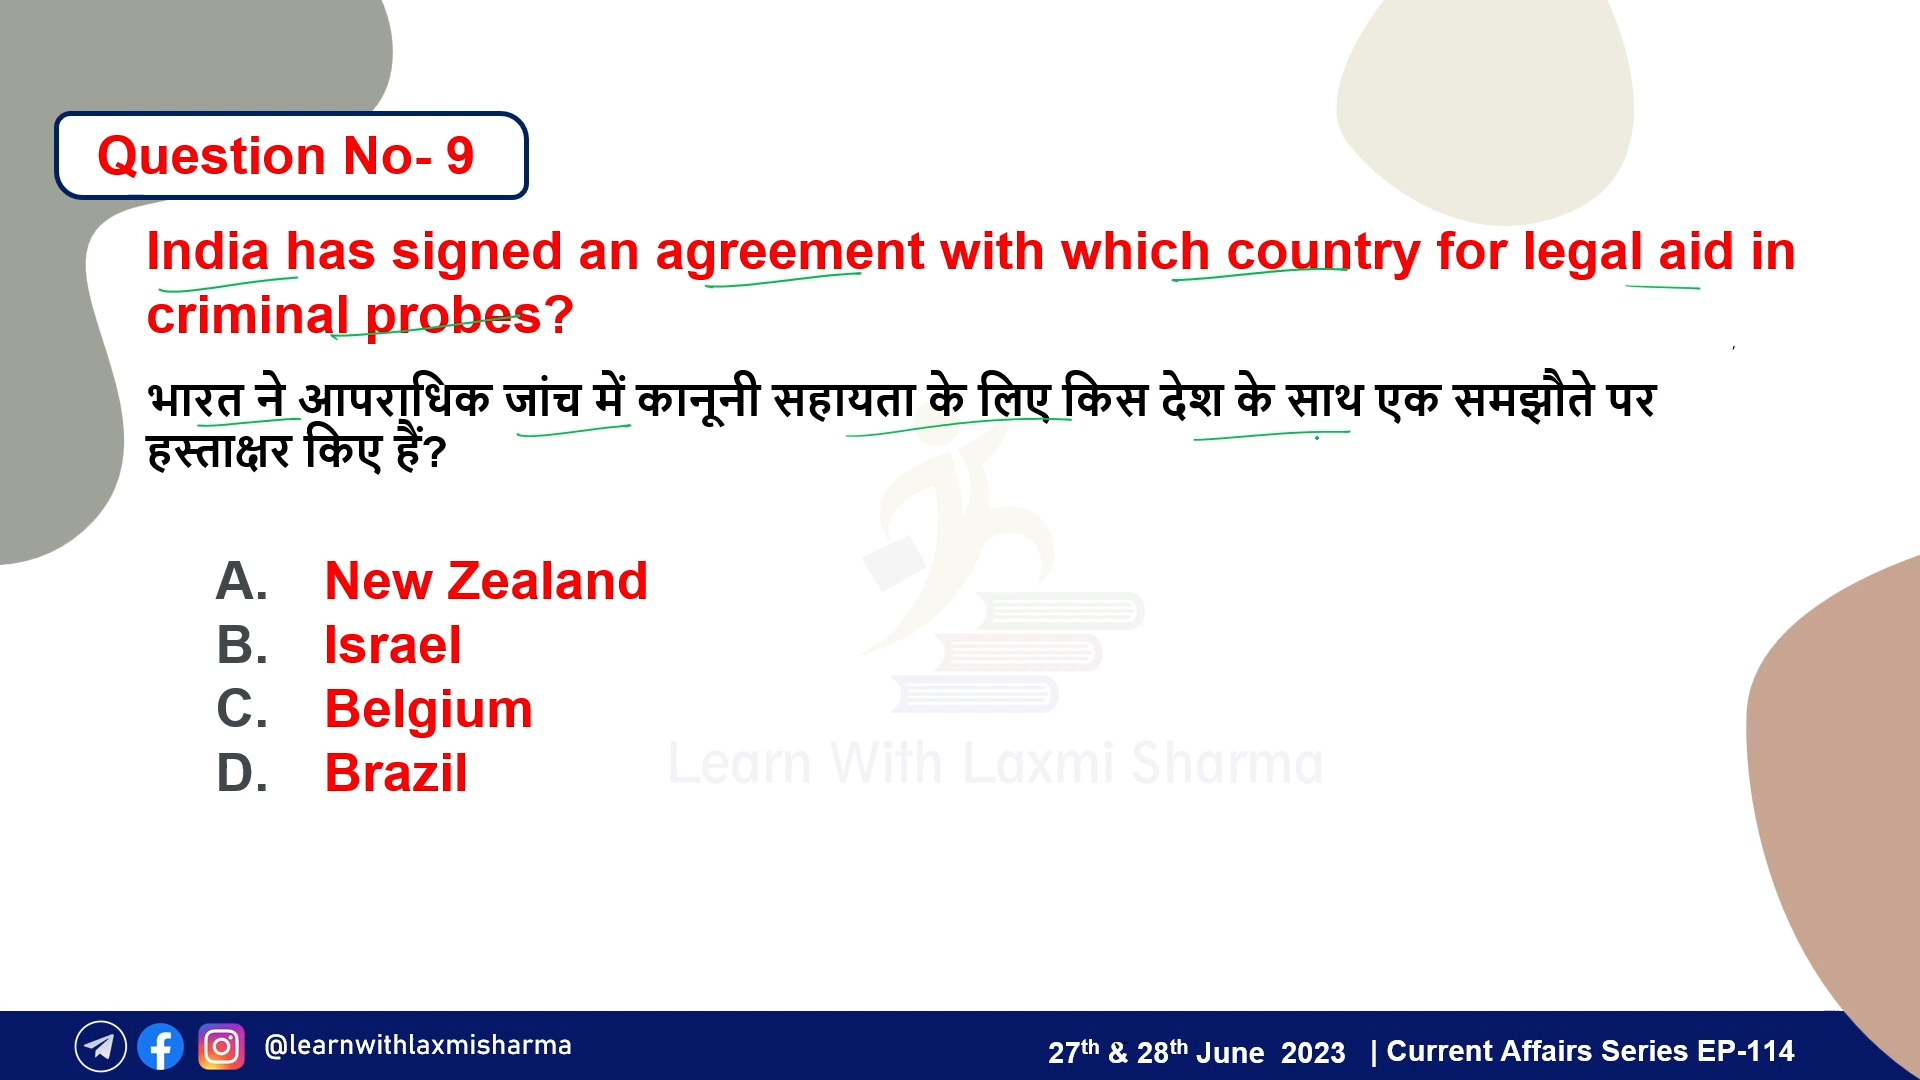 Question No- 9
India has signed an agreement with which country for legal aid in
criminal probes?
भारत ने आपराधिक जांच में कानूनी सहायता के लिए किस देश के साथ एक समझौते पर
हस्ताक्षर किए हैं?
A. New Zealand
B. Israel
C. Belgium
D. Brazil
Learn With Laxmi Sharma
@learnwithlaxmisharma
27th & 28th June 2023 | Current Affairs Series EP-114